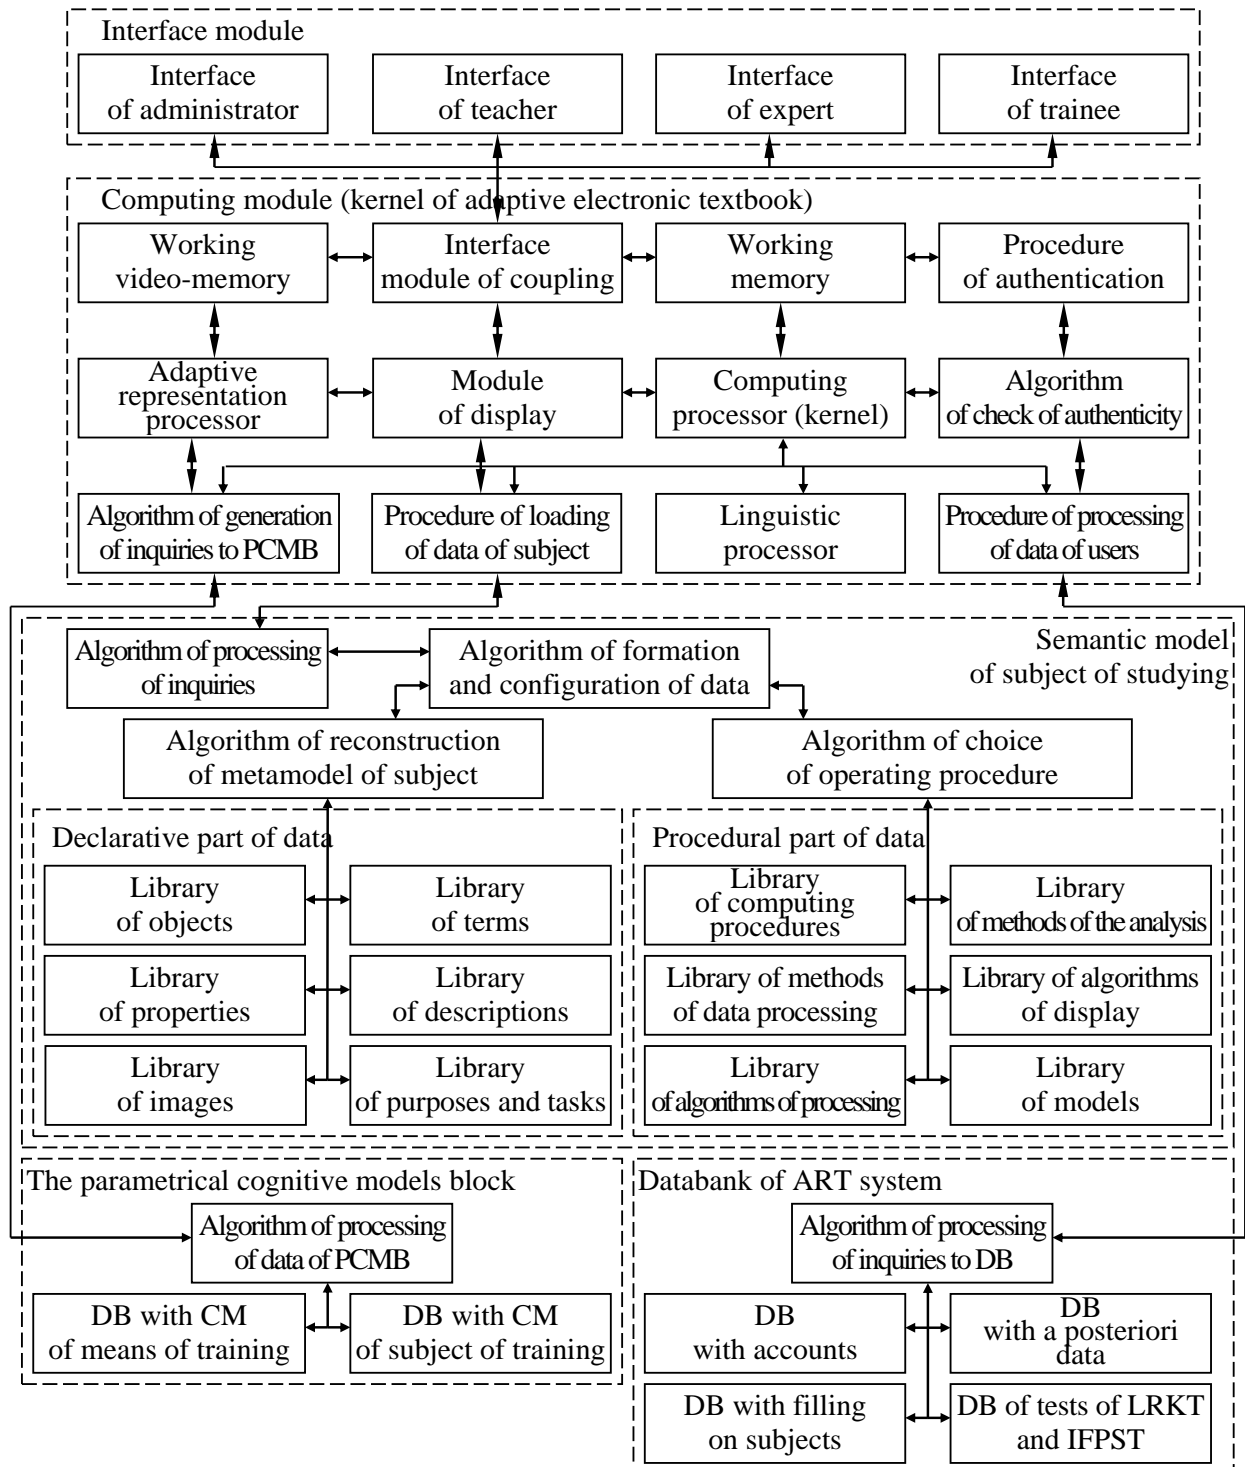 Interface module
Interface
of administrator
Interface
of teacher
Interface
of expert
Interface
of trainee
Computing module (kernel of adaptive electronic textbook)
Working
video-memory
Interface
module of coupling
Working
memory
Procedure
of authentication
Adaptive
representation
processor
Module
of display
Computing
processor (kernel)
Algorithm
of check of authenticity
Algorithm of generation
of inquiries to PCMB
Procedure of loading
of data of subject
Linguistic
processor
Procedure of processing
of data of users
Semantic model
of subject of studying
Algorithm of processing
of inquiries
Algorithm of formation
and configuration of data
Algorithm of reconstruction
of metamodel of subject
Algorithm of choice
of operating procedure
Declarative part of data
Library
of objects
Library
of terms
Library
of properties
Library
of descriptions
Library
of images
Library
of purposes and tasks
Procedural part of data
Library
of computing
procedures
Library
of methods of the analysis
Library of methods
of data processing
Library of algorithms
of display
Library
of algorithms of processing
Library
of models
The parametrical cognitive models block
Algorithm of processing
of data of PCMB
DB with CM
of means of training
DB with CM
of subject of training
Databank of ART system
Algorithm of processing
of inquiries to DB
DB
with accounts
DB
with a posteriori
data
DB with filling
on subjects
DB of tests of LRKT
and IFPST